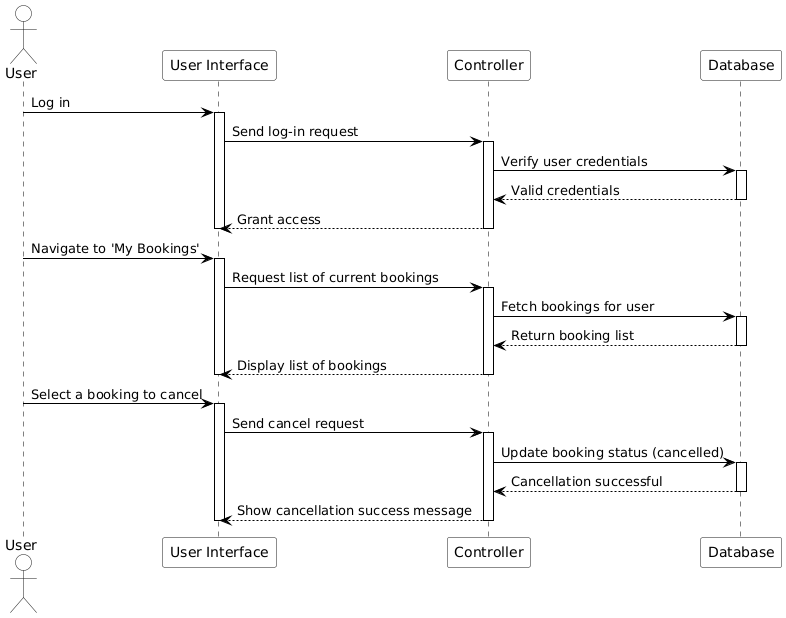 User
User Interface
Controller
Database
Log in
Send log-in request
Verify user credentials
Valid credentials
Grant access
Navigate to 'My Bookings'
Request list of current bookings
Fetch bookings for user
Return booking list
Display list of bookings
Select a booking to cancel
Send cancel request
Update booking status (cancelled)
Cancellation successful
Show cancellation success message
User
User Interface
Controller
Database